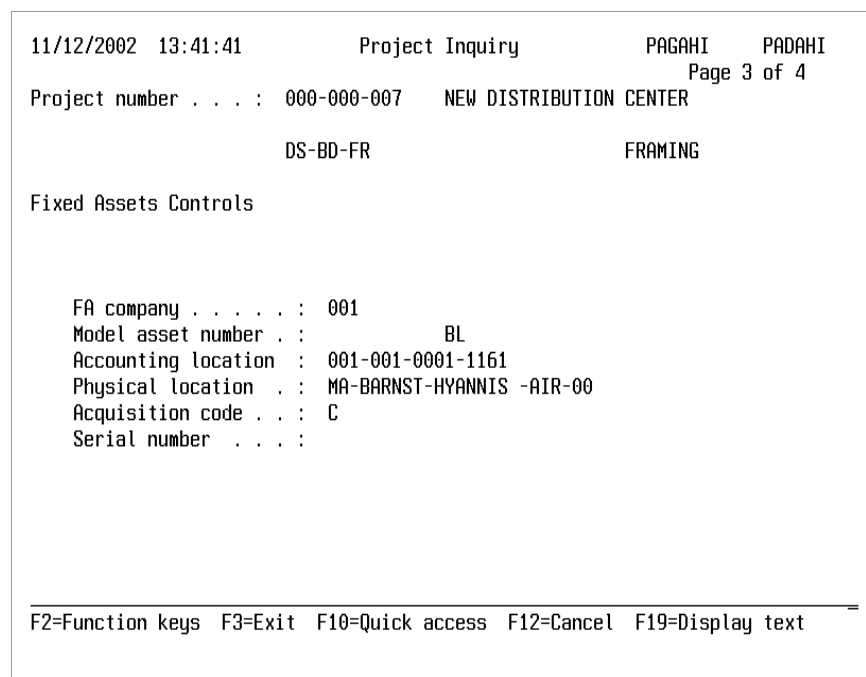 11/12/2002  13:41:41           Project Inquiry            PAGAHI     PADAHI
Page 3 of 4
Project number . . . :  000-000-007    NEW DISTRIBUTION CENTER
DS-BD-FR                        FRAMING
Fixed Assets Controls
FA company . . . . . :  001
Model asset number . :             BL
Accounting location  :  001-001-0001-1161
Physical location  . :  MA-BARNST-HYANNIS -AIR-00
Acquisition code . . :  C
Serial number  . . . :
F2=Function keys  F3=Exit  F10=Quick access  F12=Cancel  F19=Display text